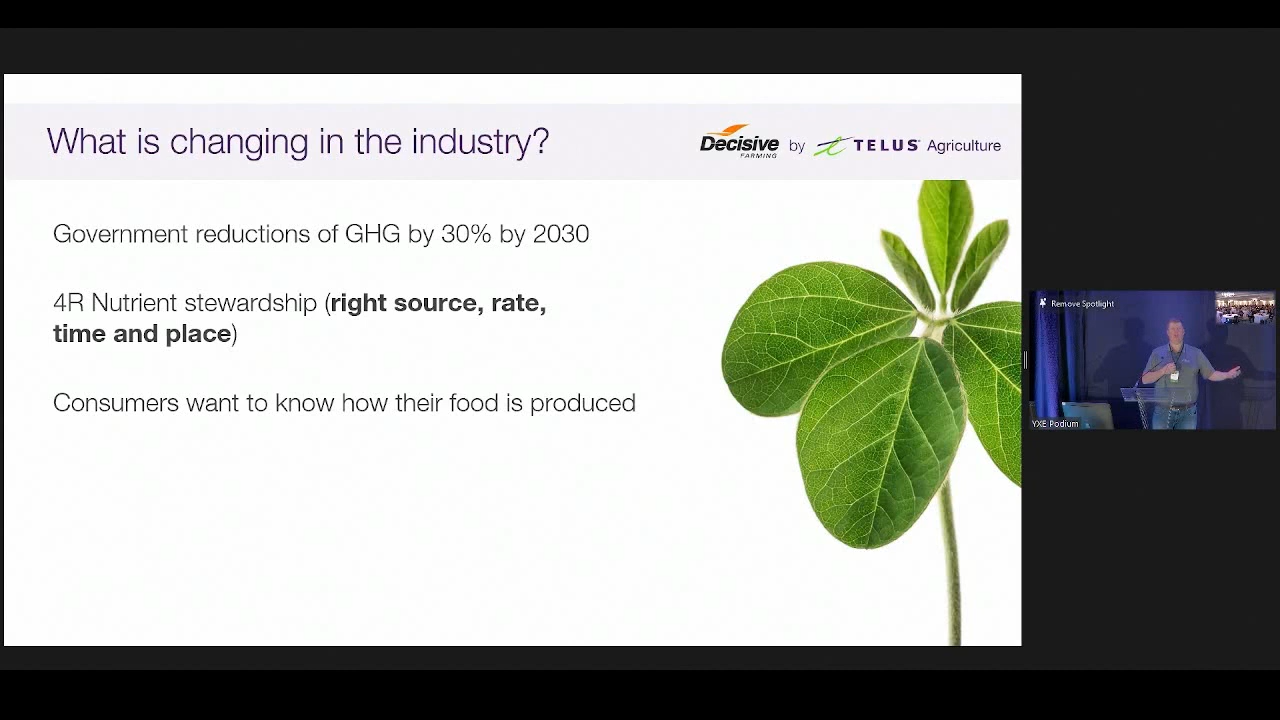 What is changing in the industry?
Decisive
FARMING
by
TELUS Agriculture
Government reductions of GHG by 30% by 2030
4R Nutrient stewardship (right source, rate,
time and place)
Consumers want to know how their food is produced
Remove Spotlight
YXE Podium